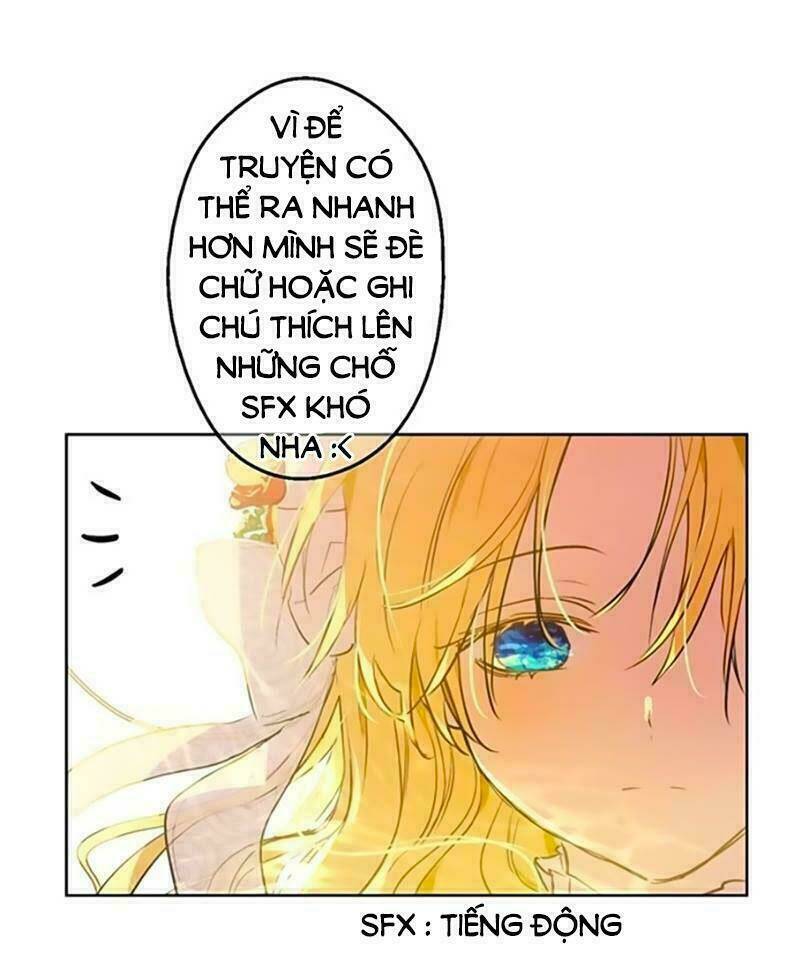 VÌ ĐỂ
TRUYỆN CÓ
THỂ RA NHANH
HƠN MÌNH SẼ ĐÈ
CHỮ HOẶC GHI
CHÚ THÍCH LÊN
NHỮNG CHỖ
SFX KHÓ
NHA :<
SFX : TIẾNG ĐỘNG